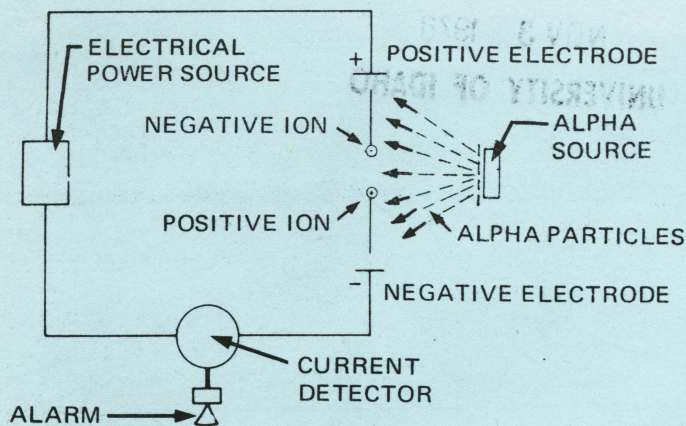 NOV 3 1978
UNIVERSITY OF IDAHO
ELECTRICAL
POWER SOURCE
+
POSITIVE ELECTRODE
NEGATIVE ION
ALPHA
SOURCE
POSITIVE ION
ALPHA PARTICLES
-
NEGATIVE ELECTRODE
CURRENT
DETECTOR
ALARM